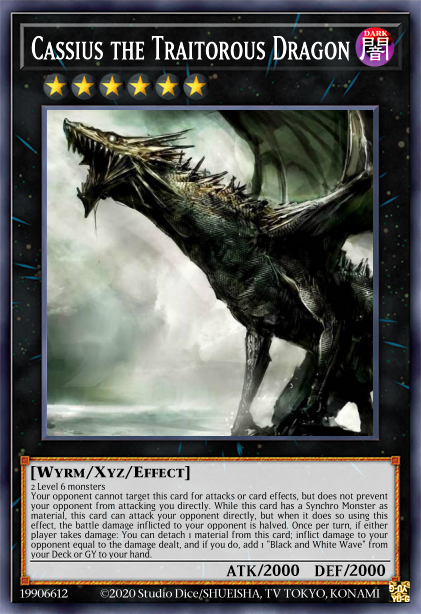 CASSIUS THE TRAITOROUS DRAGON
DARK
闇
[WYRM/XYZ/EFFECT]
2 Level 6 monsters
Your opponent cannot target this card for attacks or card effects, but does not prevent
your opponent from attacking you directly. While this card has a Synchro Monster as
material, this card can attack your opponent directly, but when it does so using this
effect, the battle damage inflicted to your opponent is halved. Once per turn, if either
player takes damage: You can detach 1 material from this card; inflict damage to your
opponent equal to the damage dealt, and if you do, add 1 "Black and White Wave" from
your Deck or GY to your hand.
ATK/2000 DEF/2000
19906612 ©2020 Studio Dice/SHUEISHA, TV TOKYO, KONAMI